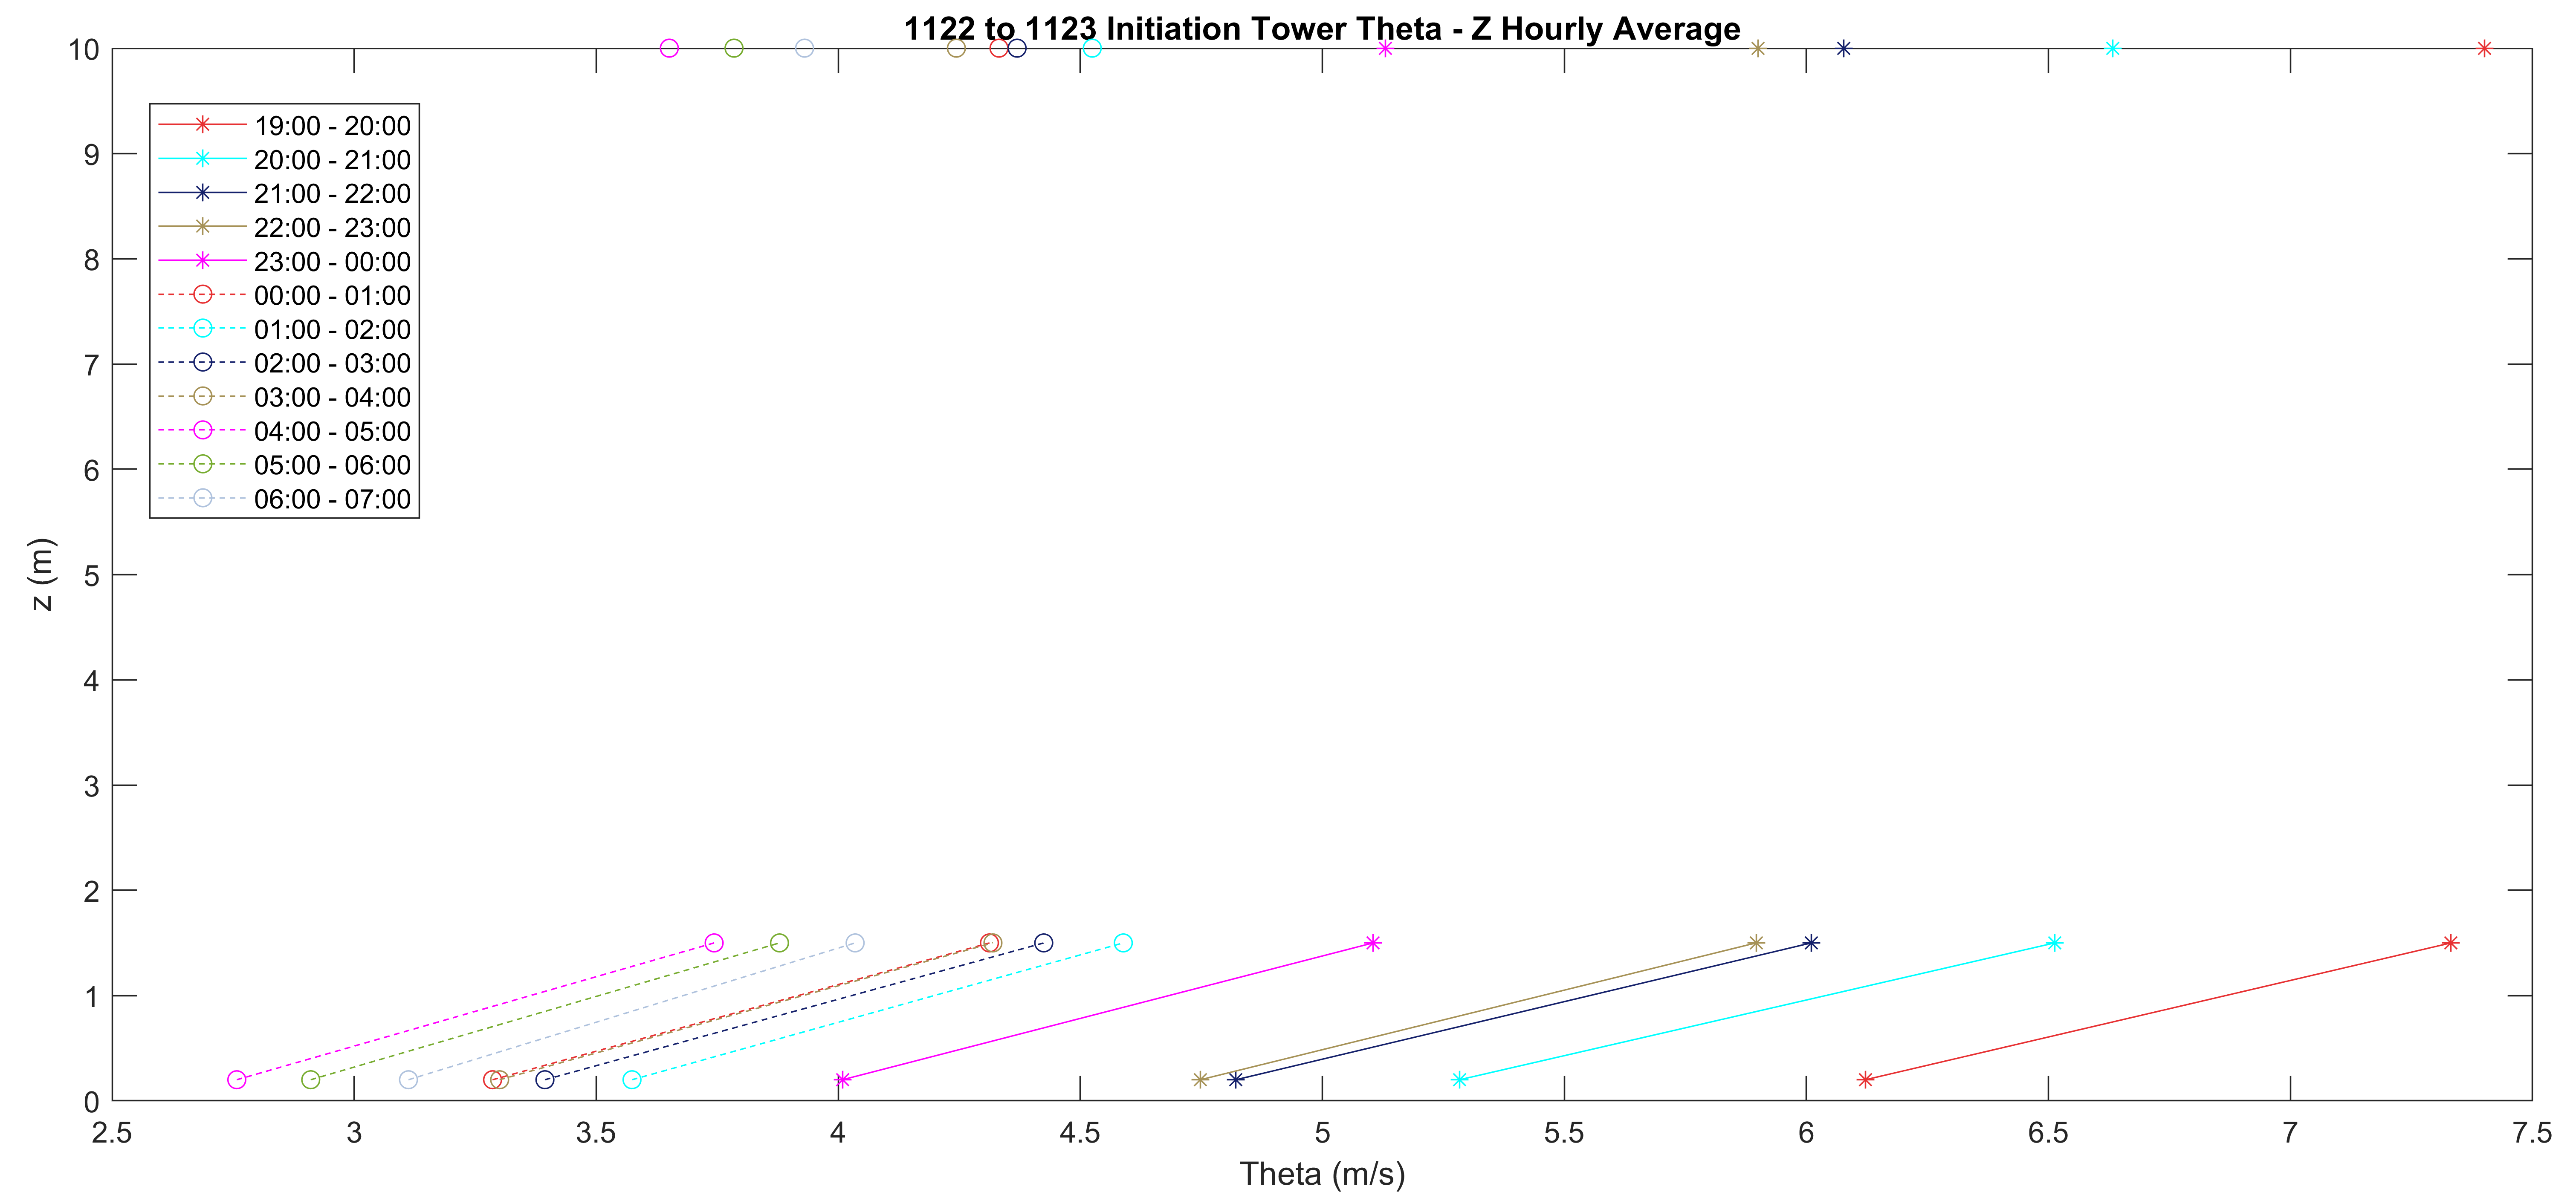 1122 to 1123 Initiation Tower Theta - Z Hourly Average
10
9
8
7
6
5
4
3
2
1
0
z (m)
19:00 - 20:00
20:00 - 21:00
21:00 - 22:00
22:00 - 23:00
23:00 - 00:00
00:00 - 01:00
01:00 - 02:00
02:00 - 03:00
03:00 - 04:00
04:00 - 05:00
05:00 - 06:00
06:00 - 07:00
2.5 3 3.5 4 4.5 5 5.5 6 6.5 7 7.5
Theta (m/s)